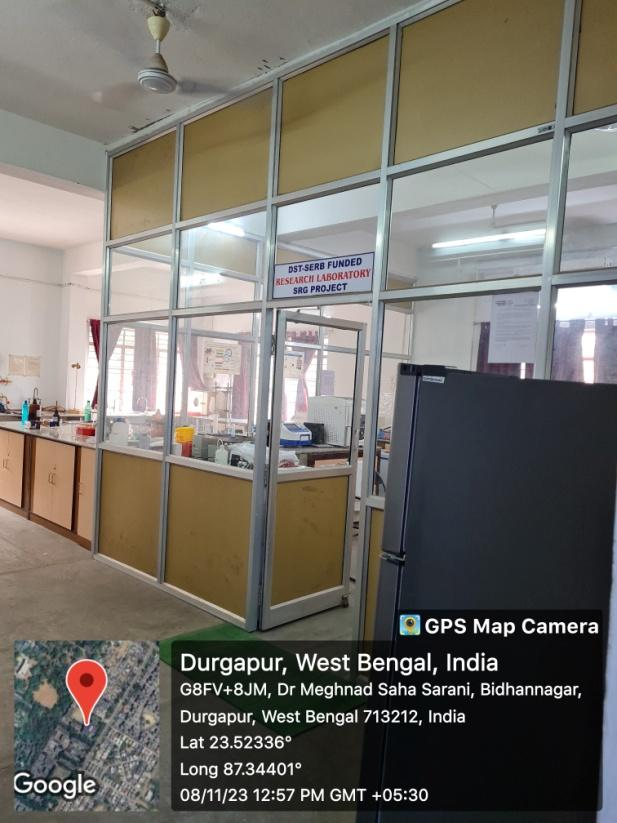 DST-SERB FUNDED
RESEARCH LABORATORY
SRG PROJECT
GPS Map Camera
Durgapur, West Bengal, India
G8FV+8JM, Dr Meghnad Saha Sarani, Bidhannagar,
Durgapur, West Bengal 713212, India
Lat 23.52336°
Long 87.34401°
08/11/23 12:57 PM GMT +05:30
Google